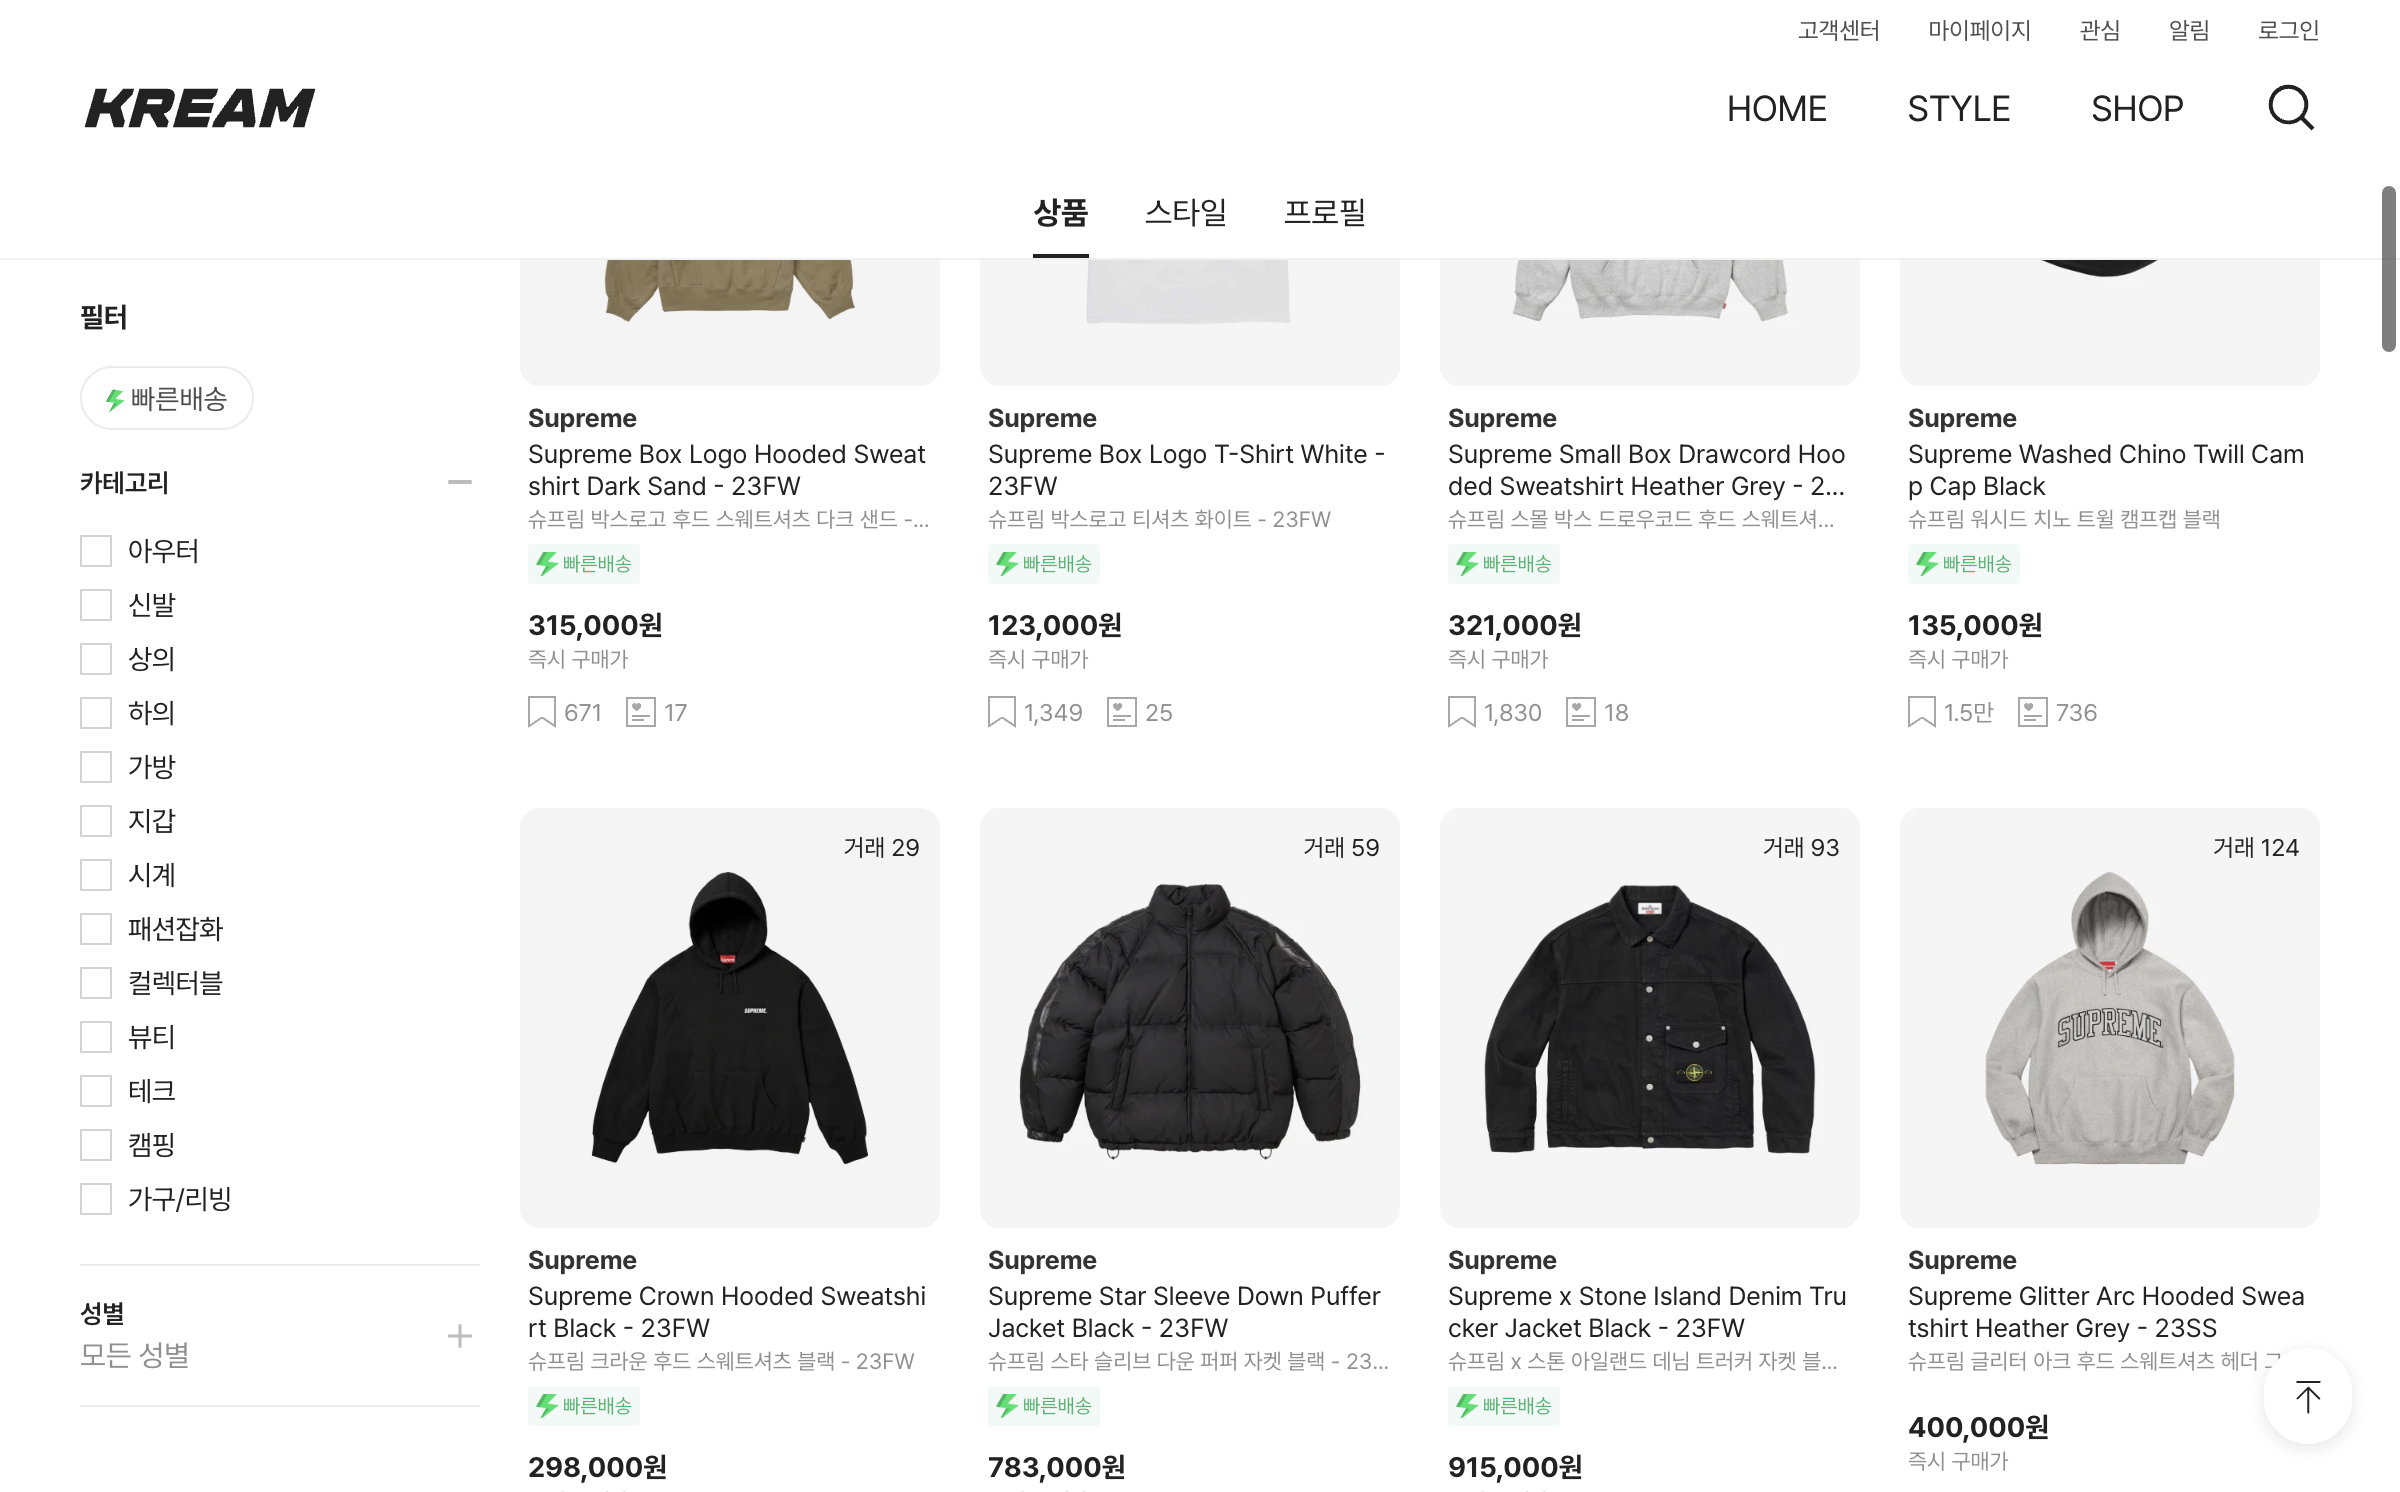 고객센터 마이페이지 관심 알림 로그인
KREAM
HOME STYLE SHOP
상품 스타일 프로필
필터
빠른배송
카테고리
아우터
신발
상의
하의
가방
지갑
시계
패션잡화
컬렉터블
뷰티
테크
캠핑
가구/리빙
성별
모든 성별
Supreme
Supreme Box Logo Hooded Sweat
shirt Dark Sand - 23FW
슈프림 박스로고 후드 스웨트셔츠 다크 샌드 -...
빠른배송
315,000원
즉시 구매가
671 17
Supreme
Supreme Box Logo T-Shirt White -
23FW
슈프림 박스로고 티셔츠 화이트 - 23FW
빠른배송
123,000원
즉시 구매가
1,349 25
Supreme
Supreme Small Box Drawcord Hoo
ded Sweatshirt Heather Grey - 2...
슈프림 스몰 박스 드로우코드 후드 스웨트셔...
빠른배송
321,000원
즉시 구매가
1,830 18
Supreme
Supreme Washed Chino Twill Cam
p Cap Black
슈프림 워시드 치노 트윌 캠프캡 블랙
빠른배송
135,000원
즉시 구매가
1.5만 736
거래 29
SUPREME.
Supreme
Supreme Crown Hooded Sweatshi
rt Black - 23FW
슈프림 크라운 후드 스웨트셔츠 블랙 - 23FW
빠른배송
298,000원
거래 59
Supreme
Supreme Star Sleeve Down Puffer
Jacket Black - 23FW
슈프림 스타 슬리브 다운 퍼퍼 자켓 블랙 - 23...
빠른배송
783,000원
거래 93
Supreme
Supreme x Stone Island Denim Tru
cker Jacket Black - 23FW
슈프림 x 스톤 아일랜드 데님 트러커 자켓 블...
빠른배송
915,000원
거래 124
SUPREME
Supreme
Supreme Glitter Arc Hooded Swea
tshirt Heather Grey - 23SS
슈프림 글리터 아크 후드 스웨트셔츠 헤더
400,000원
즉시 구매가